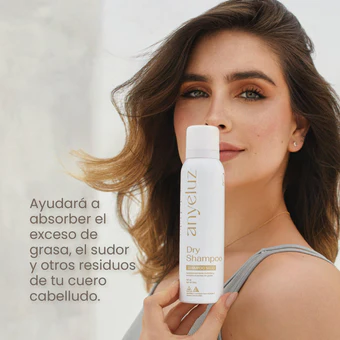 Ayudará a
absorber el
exceso de
grasa, el sudor
y otros residuos
de tu cuero
cabelludo.
anyeluz
Dry
Shampoo